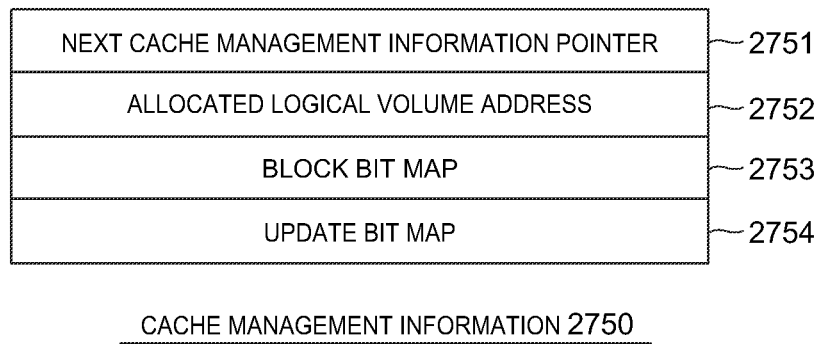 NEXT CACHE MANAGEMENT INFORMATION POINTER 2751
ALLOCATED LOGICAL VOLUME ADDRESS 2752
BLOCK BIT MAP 2753
UPDATE BIT MAP 2754
CACHE MANAGEMENT INFORMATION 2750